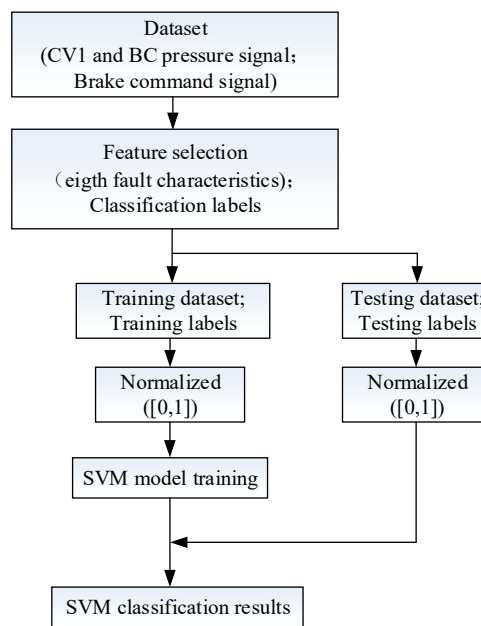 Dataset
(CV1 and BC pressure signal；
Brake command signal)
Feature selection
（eigth fault characteristics)；
Classification labels
Training dataset;
Training labels
Testing dataset;
Testing labels
Normalized
([0,1])
Normalized
([0,1])
SVM model training
SVM classification results